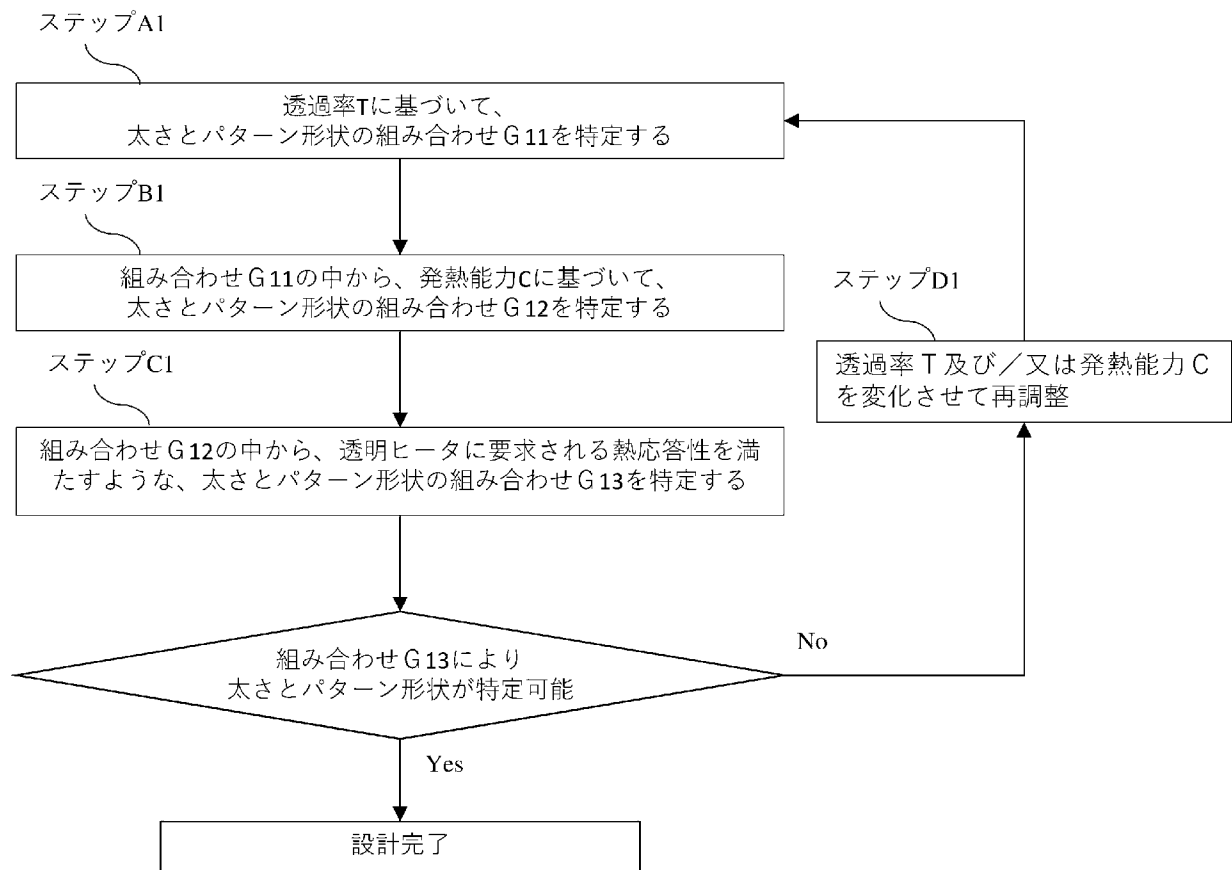 ステップA1
透過率Tに基づいて、
太さとパターン形状の組み合わせG11を特定する
ステップB1
組み合わせG11の中から、発熱能力Cに基づいて、
太さとパターン形状の組み合わせG12を特定する
ステップC1
組み合わせG12の中から、透明ヒータに要求される熱応答性を満
たすような、太さとパターン形状の組み合わせG13を特定する
ステップD1
透過率T及び/又は発熱能力C
を変化させて再調整
組み合わせG13により
太さとパターン形状が特定可能
No
Yes
設計完了